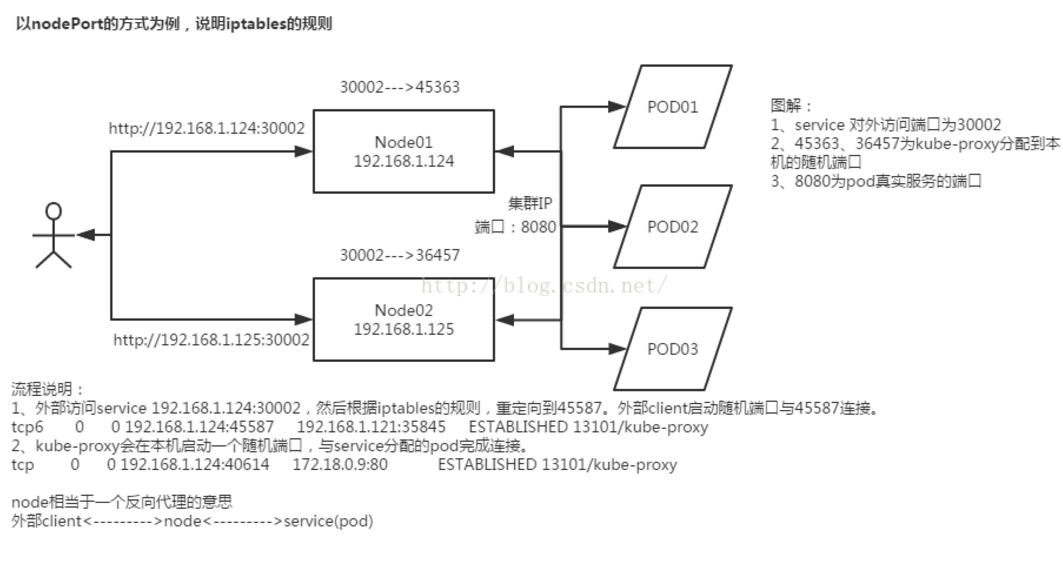 以nodePort的方式为例，说明iptables的规则
30002--->45363
http://192.168.1.124:30002
Node01
192.168.1.124
POD01
图解：
1、service 对外访问端口为30002
2、45363、36457为kube-proxy分配到本
机的随机端口
3、8080为pod真实服务的端口
集群IP
端口：8080
POD02
30002--->36457
http://blog.csdn.net/
Node02
192.168.1.125
http://192.168.1.125:30002
POD03
流程说明：
1、外部访问service 192.168.1.124:30002，然后根据iptables的规则，重定向到45587。外部client启动随机端口与45587连接。
tcp6 0 0 192.168.1.124:45587 192.168.1.121:35845 ESTABLISHED 13101/kube-proxy
2、kube-proxy会在本机启动一个随机端口，与service分配的pod完成连接。
tcp 0 0 192.168.1.124:40614 172.18.0.9:80 ESTABLISHED 13101/kube-proxy
node相当于一个反向代理的意思
外部client<--------->node<--------->service(pod)